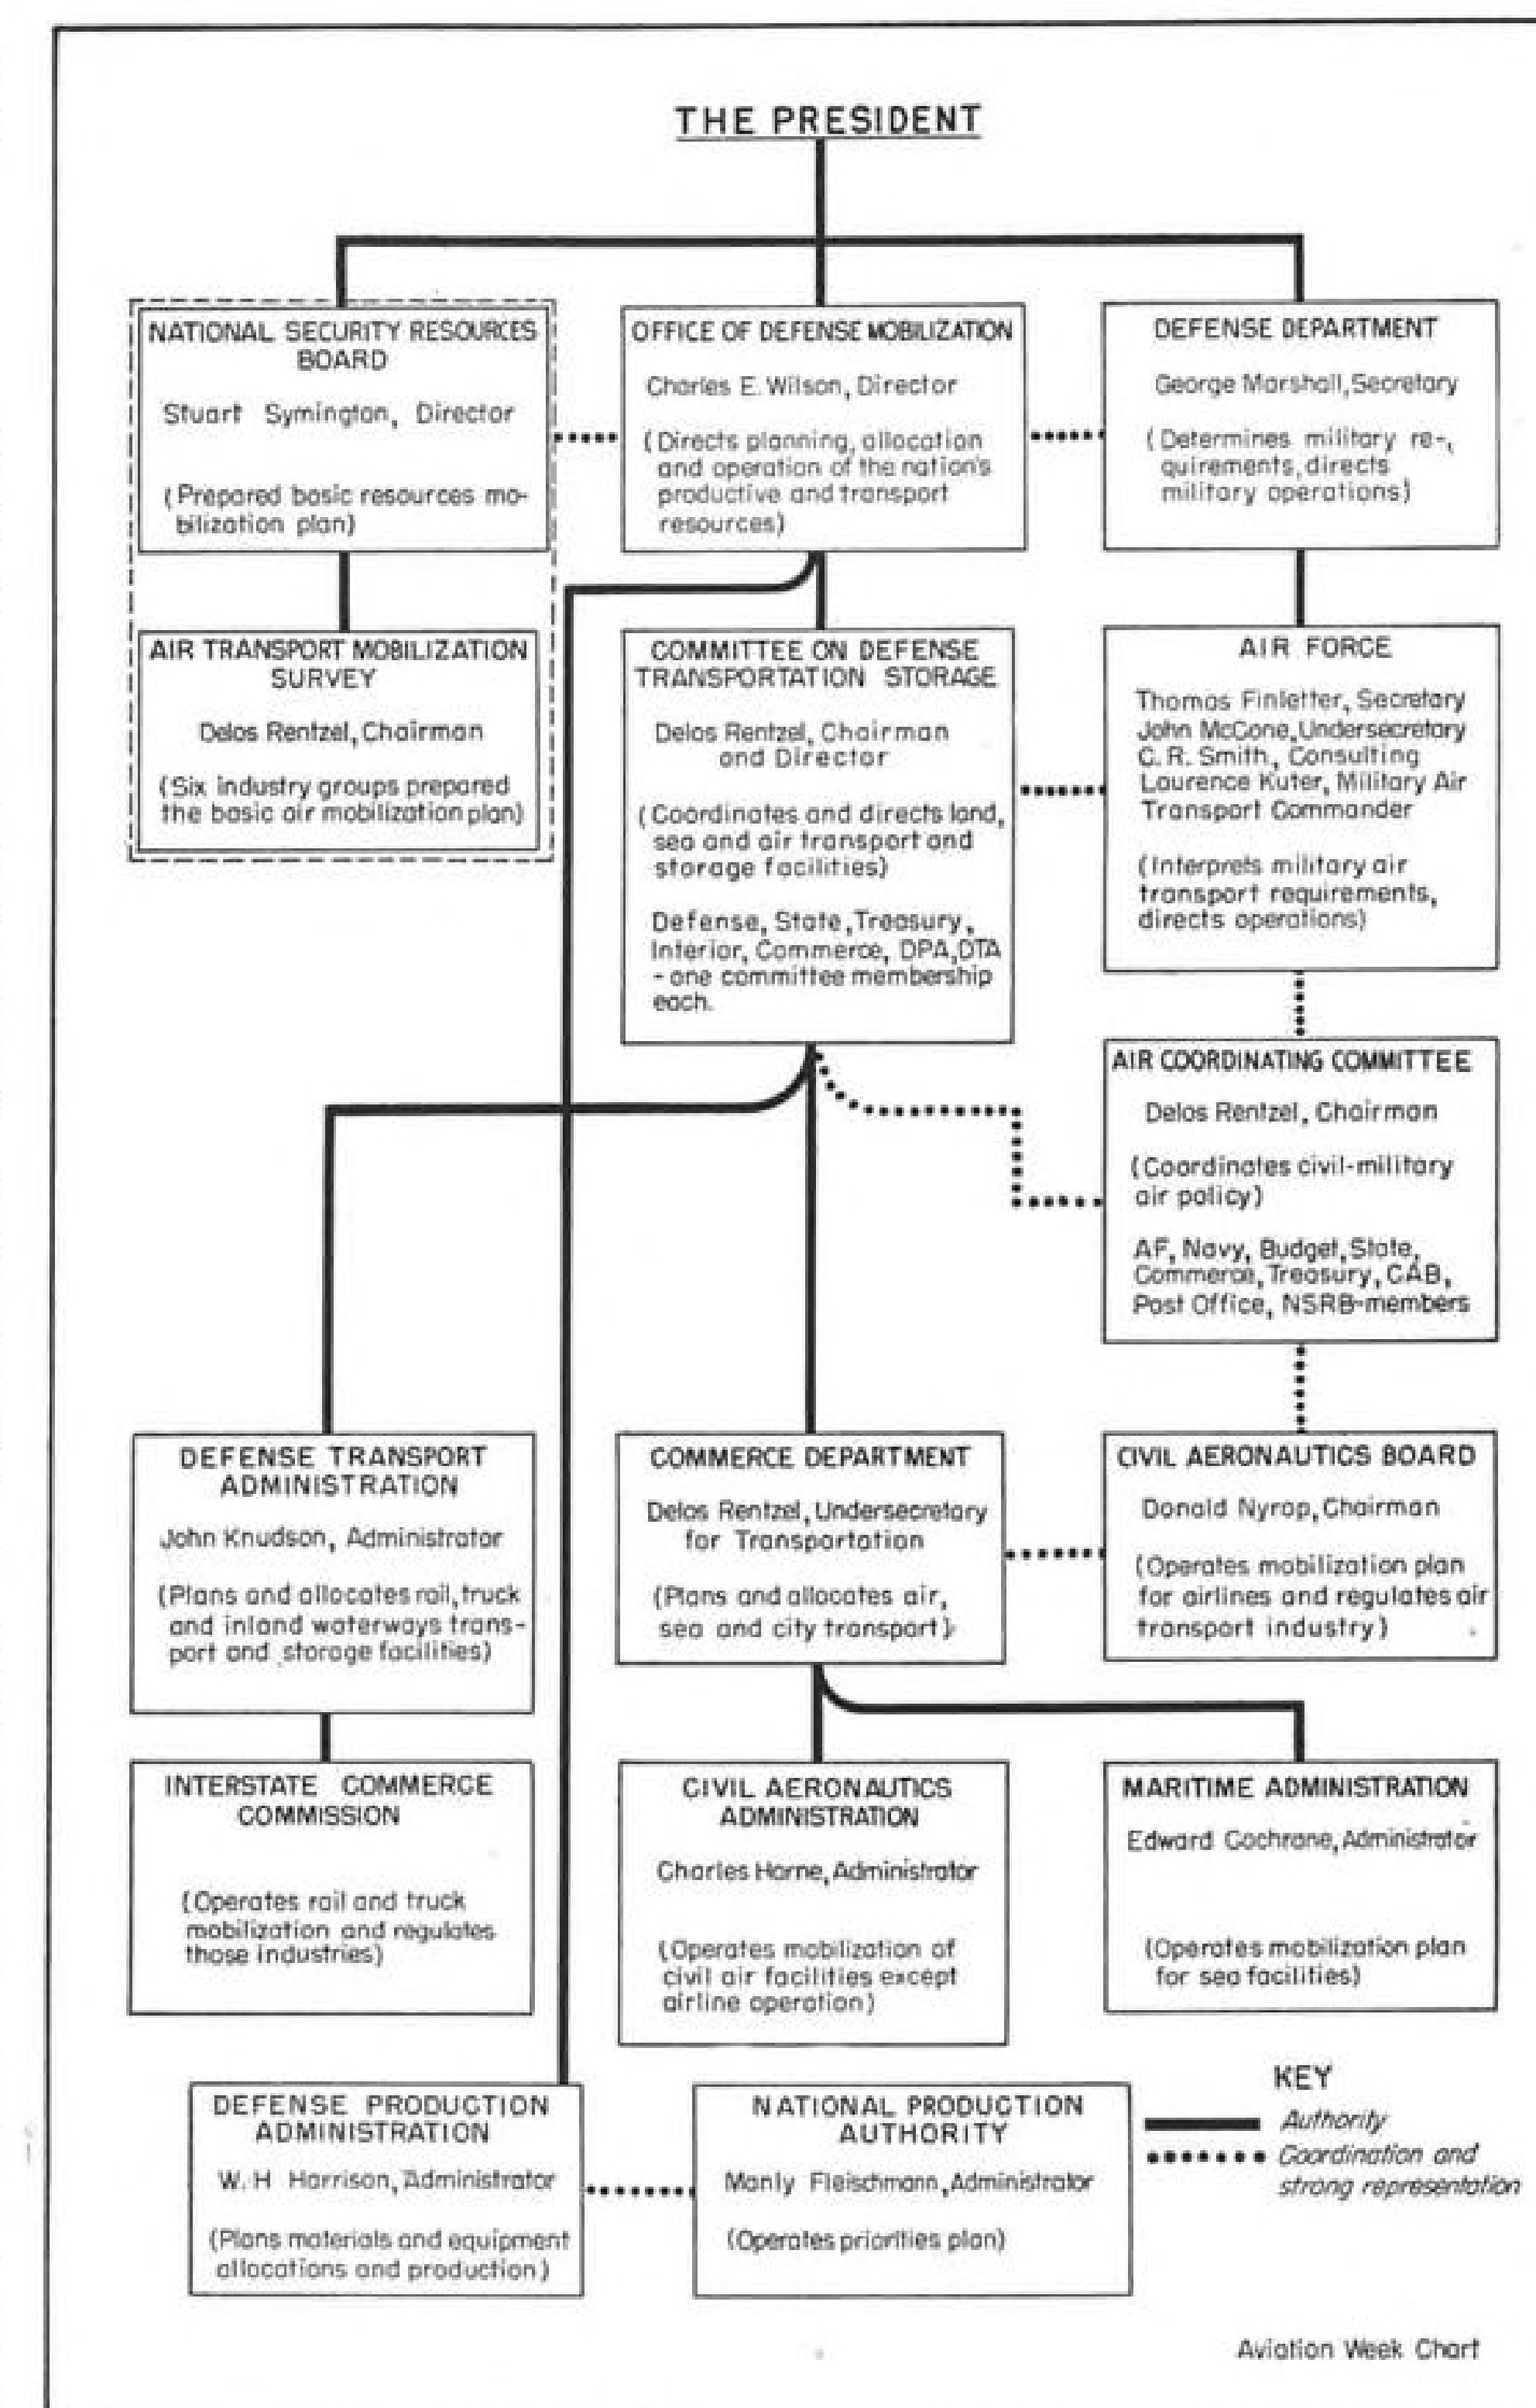 THE PRESIDENT
NATIONAL SECURITY RESOURCES
BOARD
Stuart Symington, Director
(Prepared basic resources mo-
bilization plan)
OFFICE OF DEFENSE MOBILIZATION
Charles E. Wilson, Director
(Directs planning, allocation
and operation of the nation's
productive and transport
resources)
DEFENSE DEPARTMENT
George Marshall, Secretary
(Determines military re-
quirements, directs
military operations)
AIR TRANSPORT MOBILIZATION
SURVEY
Delos Rentzel, Chairman
(Six industry groups prepared
the basic air mobilization plan)
COMMITTEE ON DEFENSE
TRANSPORTATION STORAGE
Delos Rentzel, Chairman
and Director
(Coordinates and directs land,
sea and air transport and
storage facilities)
Defense, State, Treasury,
Interior, Commerce, DPA, DTA
- one committee membership
each.
AIR FORCE
Thomas Finletter, Secretary
John McCone, Undersecretary
C. R. Smith, Consulting
Laurence Kuter, Military Air
Transport Commander
(Interprets military air
transport requirements,
directs operations)
AIR COORDINATING COMMITTEE
Delos Rentzel, Chairman
(Coordinates civil-military
air policy)
AF, Navy, Budget, State,
Commerce, Treasury, CAB,
Post Office, NSRB-members
DEFENSE TRANSPORT
ADMINISTRATION
John Knudson, Administrator
(Plans and allocates rail, truck
and inland waterways trans-
port and storage facilities)
COMMERCE DEPARTMENT
Delos Rentzel, Undersecretary
for Transportation
(Plans and allocates air,
sea and city transport)
CIVIL AERONAUTICS BOARD
Donald Nyrop, Chairman
(Operates mobilization plan
for airlines and regulates air
transport industry)
INTERSTATE COMMERCE
COMMISSION
(Operates rail and truck
mobilization and regulates
those industries)
CIVIL AERONAUTICS
ADMINISTRATION
Charles Horne, Administrator
(Operates mobilization of
civil air facilities except
airline operation)
MARITIME ADMINISTRATION
Edward Cochrane, Administrator
(Operates mobilization plan
for sea facilities)
DEFENSE PRODUCTION
ADMINISTRATION
W. H Harrison, Administrator
(Plans materials and equipment
allocations and production)
NATIONAL PRODUCTION
AUTHORITY
Manly Fleischmann, Administrator
(Operates priorities plan)
KEY
Authority
Coordination and
strong representation
Aviation Week Chart